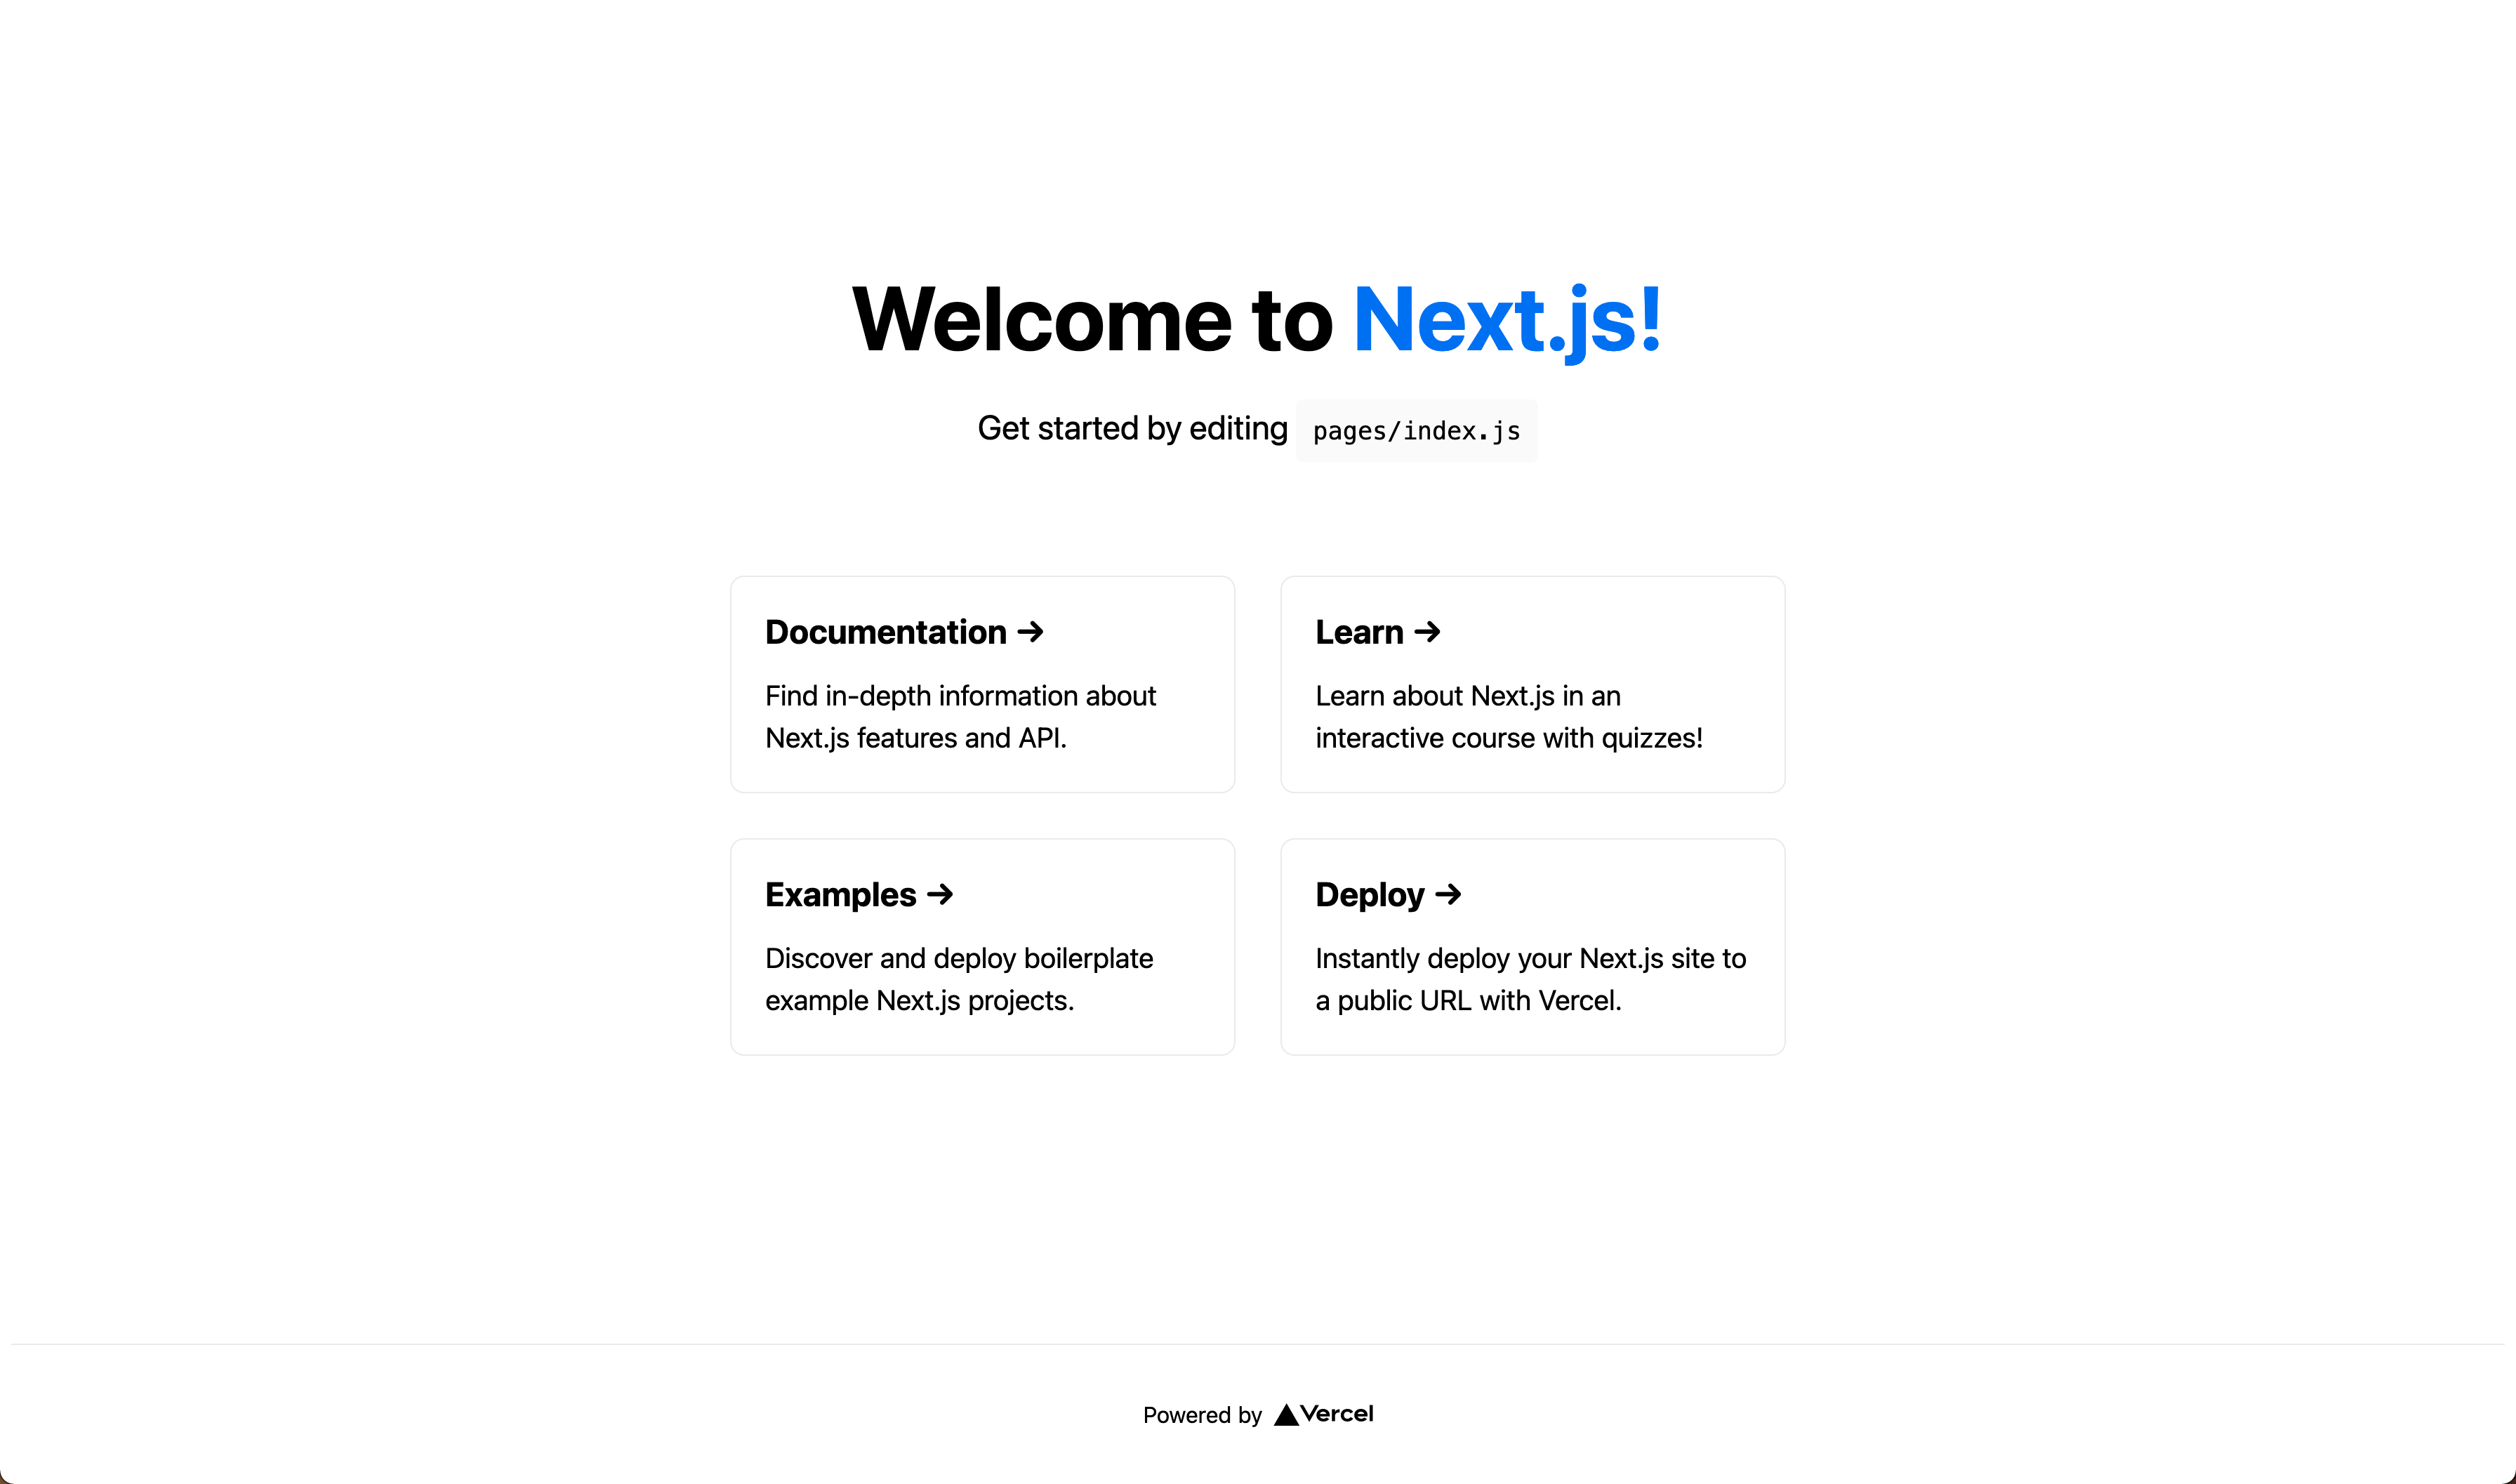 Welcome to Next.js!
Get started by editing pages/index.js
Documentation →
Find in-depth information about
Next.js features and API.
Learn →
Learn about Next.js in an
interactive course with quizzes!
Examples →
Discover and deploy boilerplate
example Next.js projects.
Deploy →
Instantly deploy your Next.js site to
a public URL with Vercel.
Powered by Vercel